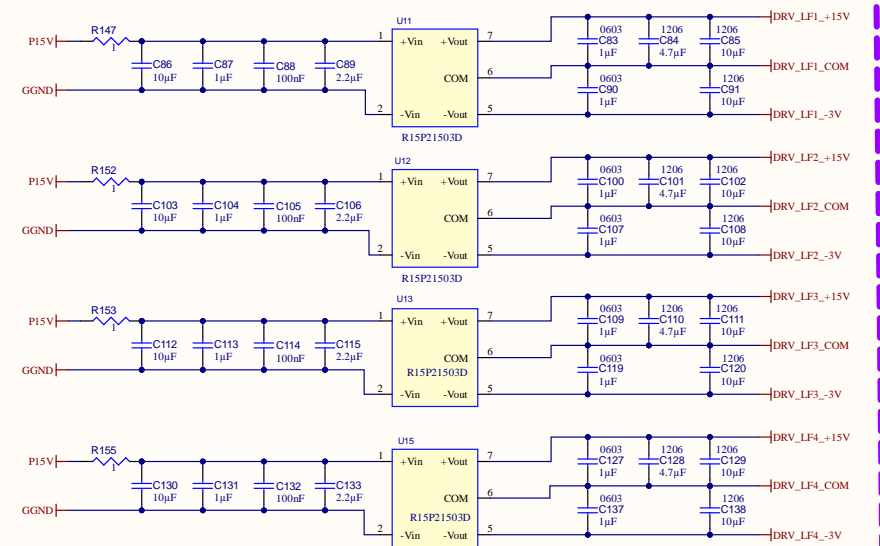 U11
R147
1
P15V
GGND
C86
10µF
C87
1µF
C88
100nF
C89
2.2µF
1
2
+Vin
-Vin
+Vout
COM
-Vout
7
6
5
R15P21503D
0603
C83
1µF
1206
C84
4.7µF
1206
C85
10µF
0603
C90
1µF
1206
C91
10µF
DRV_LF1_+15V
DRV_LF1_COM
DRV_LF1_-3V
U12
R152
1
P15V
GGND
C103
10µF
C104
1µF
C105
100nF
C106
2.2µF
1
2
+Vin
-Vin
+Vout
COM
-Vout
7
6
5
R15P21503D
0603
C100
1µF
1206
C101
4.7µF
1206
C102
10µF
0603
C107
1µF
1206
C108
10µF
DRV_LF2_+15V
DRV_LF2_COM
DRV_LF2_-3V
U13
R153
1
P15V
GGND
C112
10µF
C113
1µF
C114
100nF
C115
2.2µF
1
2
+Vin
-Vin
+Vout
COM
-Vout
R15P21503D
7
6
5
0603
C109
1µF
1206
C110
4.7µF
1206
C111
10µF
0603
C119
1µF
1206
C120
10µF
DRV_LF3_+15V
DRV_LF3_COM
DRV_LF3_-3V
U15
R155
1
P15V
GGND
C130
10µF
C131
1µF
C132
100nF
C133
2.2µF
1
2
+Vin
-Vin
+Vout
COM
-Vout
R15P21503D
7
6
5
0603
C127
1µF
1206
C128
4.7µF
1206
C129
10µF
0603
C137
1µF
1206
C138
10µF
DRV_LF4_+15V
DRV_LF4_COM
DRV_LF4_-3V